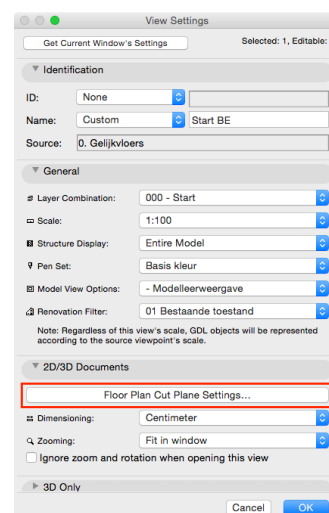 View Settings
Get Current Window's Settings
Selected: 1, Editable:
Identification
ID: None
Name: Custom Start BE
Source: 0. Gelijkvloers
General
Layer Combination: 000 - Start
Scale: 1:100
Structure Display: Entire Model
Pen Set: Basis kleur
Model View Options: - Modelleerweergave
Renovation Filter: 01 Bestaande toestand
Note: Regardless of this view's scale, GDL objects will be represented
according to the source viewpoint's scale.
2D/3D Documents
Floor Plan Cut Plane Settings...
Dimensioning: Centimeter
Zooming: Fit in window
Ignore zoom and rotation when opening this view
3D Only
Cancel OK